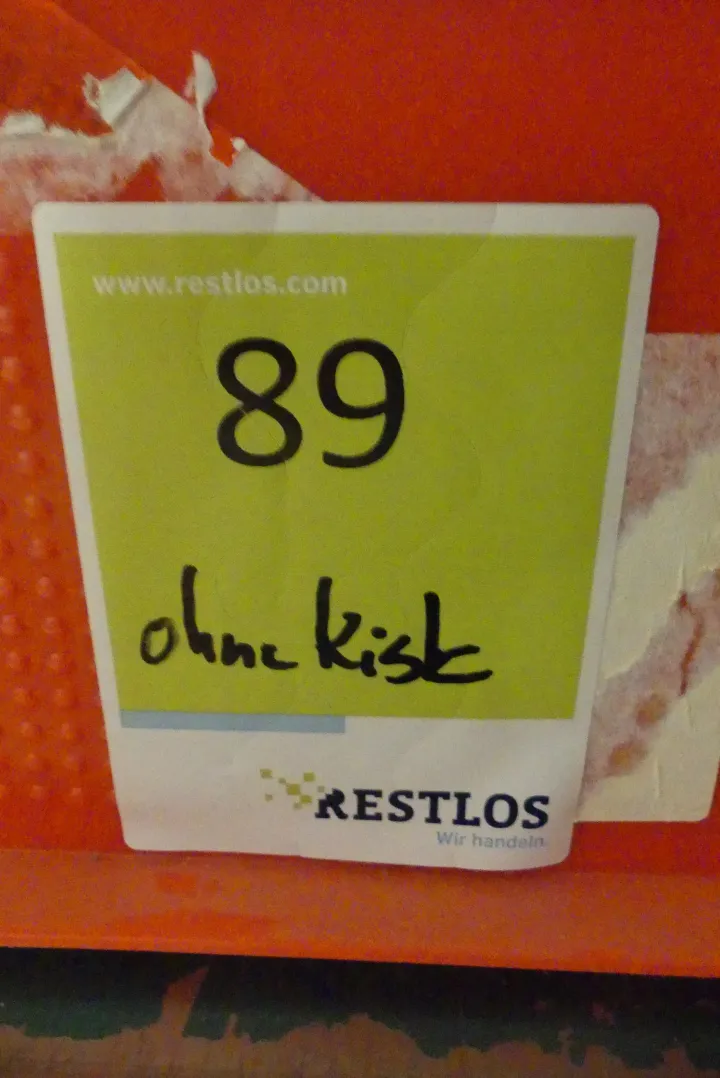 www.restlos.com
89
ohne Kiste
RESTLOS
Wir handeln.